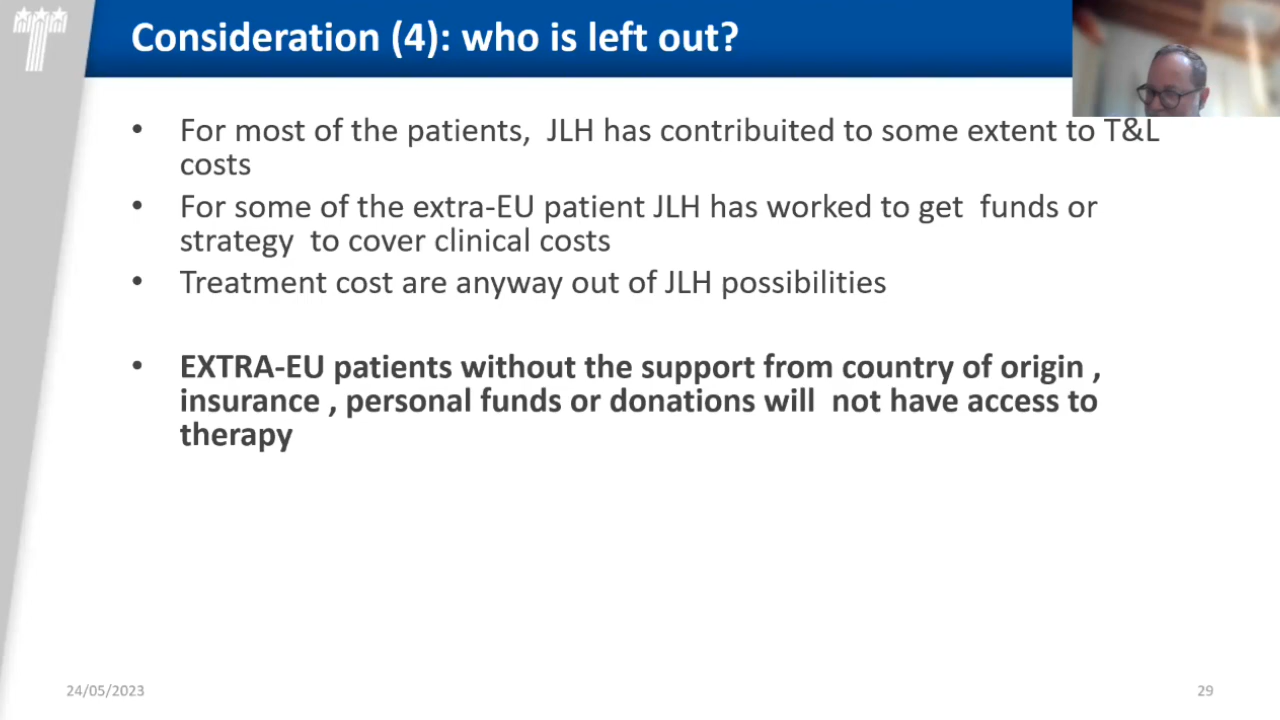 Consideration (4): who is left out?
• For most of the patients,  JLH has contribuited to some extent to T&L
costs
• For some of the extra-EU patient JLH has worked to get  funds or
strategy  to cover clinical costs
• Treatment cost are anyway out of JLH possibilities
• EXTRA-EU patients without the support from country of origin ,
insurance , personal funds or donations will  not have access to
therapy
24/05/2023
29